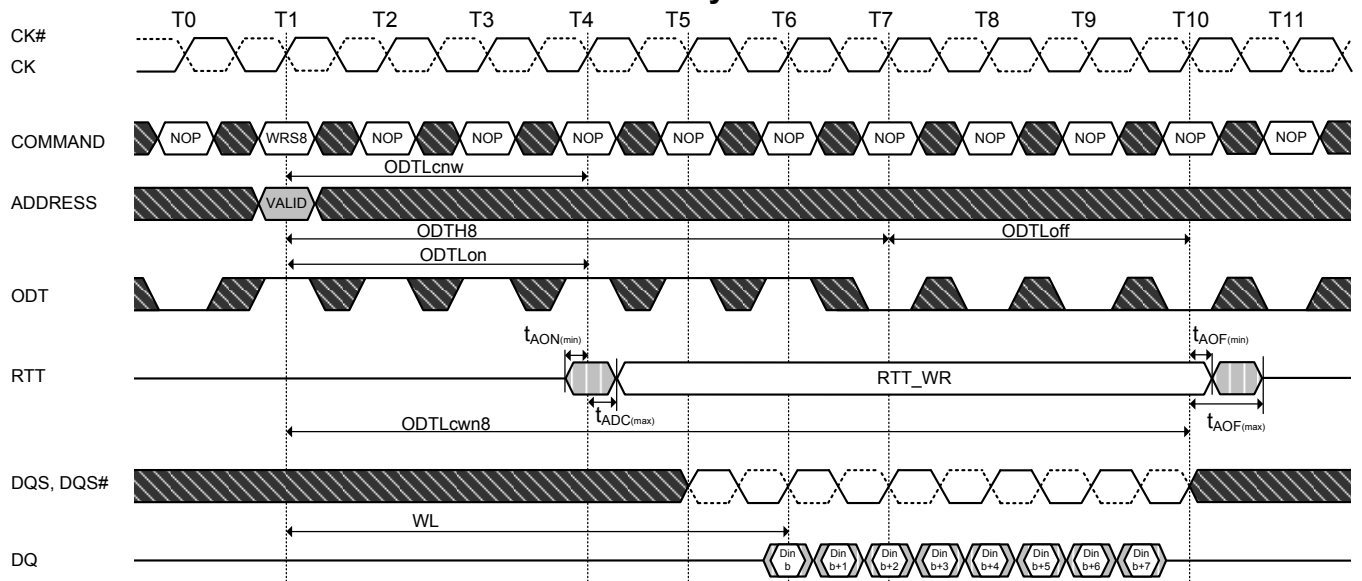 T0 T1 T2 T3 T4 T5 T6 T7 T8 T9 T10 T11
CK#
CK
COMMAND NOP WRS8 NOP NOP NOP NOP NOP NOP NOP NOP NOP NOP
ODTLcnw
ADDRESS VALID
ODTH8 ODTLoff
ODTLon
ODT
tAON(min) tAOF(min)
RTT RTT_WR
tADC(max) tAOF(max)
ODTLcwn8
DQS, DQS#
WL
DQ Din b Din b+1 Din b+2 Din b+3 Din b+4 Din b+5 Din b+6 Din b+7